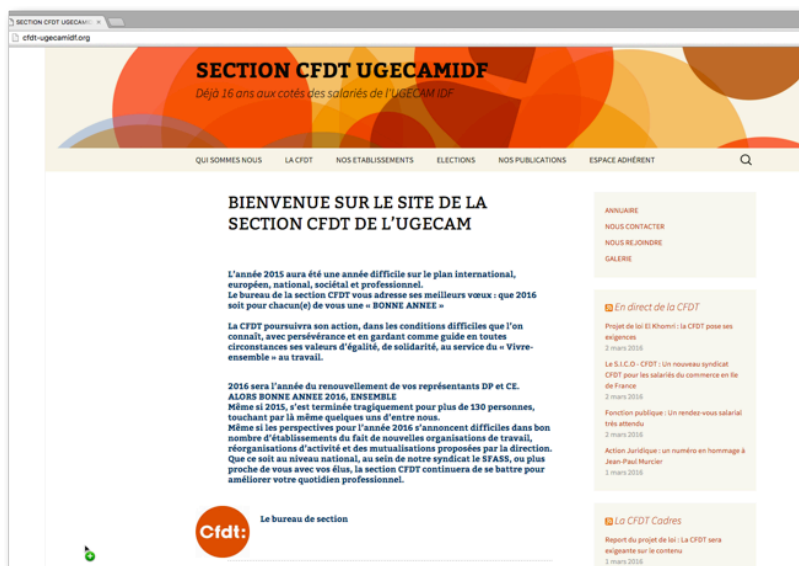 SECTION CFDT UGECAMID
cfdt-ugecamidf.org
SECTION CFDT UGECAMIDF
Déjà 16 ans aux cotés des salariés de l'UGECAM IDF
QUI SOMMES NOUS LA CFDT NOS ETABLISSEMENTS ELECTIONS NOS PUBLICATIONS ESPACE ADHÉRENT
BIENVENUE SUR LE SITE DE LA
SECTION CFDT DE L'UGECAM
L'année 2015 aura été une année difficile sur le plan international,
européen, national, sociétal et professionnel.
Le bureau de la section CFDT vous adresse ses meilleurs vœux : que 2016
soit pour chacun(e) de vous une « BONNE ANNEE »
La CFDT poursuivra son action, dans les conditions difficiles que l'on
connaît, avec persévérance et en gardant comme guide en toutes
circonstances ses valeurs d'égalité, de solidarité, au service du « Vivre-
ensemble » au travail.
2016 sera l'année du renouvellement de vos représentants DP et CE.
ALORS BONNE ANNEE 2016, ENSEMBLE
Même si 2015, s'est terminée tragiquement pour plus de 130 personnes,
touchant par là même quelques uns d'entre nous.
Même si les perspectives pour l'année 2016 s'annoncent difficiles dans bon
nombre d'établissements du fait de nouvelles organisations de travail,
réorganisations d'activité et des mutualisations proposées par la direction.
Que ce soit au niveau national, au sein de notre syndicat le SFASS, ou plus
proche de vous avec vos élus, la section CFDT continuera de se battre pour
améliorer votre quotidien professionnel.
Cfdt:
Le bureau de section
ANNUAIRE
NOUS CONTACTER
NOUS REJOINDRE
GALERIE
En direct de la CFDT
Projet de loi El Khomri : la CFDT pose ses
exigences
2 mars 2016
Le S.I.C.O - CFDT : Un nouveau syndicat
CFDT pour les salariés du commerce en Ile
de France
2 mars 2016
Fonction publique : Un rendez-vous salarial
très attendu
2 mars 2016
Action Juridique : un numéro en hommage à
Jean-Paul Murcier
1 mars 2016
La CFDT Cadres
Report du projet de loi : La CFDT sera
exigeante sur le contenu
1 mars 2016